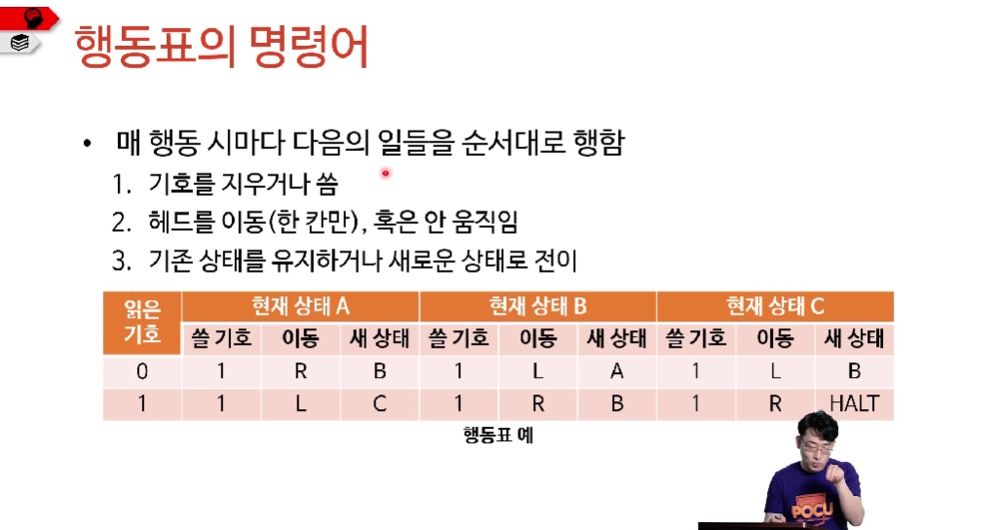 행동표의 명령어
• 매 행동 시마다 다음의 일들을 순서대로 행함
1. 기호를 지우거나 씀
2. 헤드를 이동(한 칸만), 혹은 안 움직임
3. 기존 상태를 유지하거나 새로운 상태로 전이
읽은 기호 현재 상태 A 현재 상태 B 현재 상태 C
쓸 기호 이동 새 상태 쓸 기호 이동 새 상태 쓸 기호 이동 새 상태
0 1 R B 1 L A 1 L B
1 1 L C 1 R B 1 R HALT
행동표 예
POCU